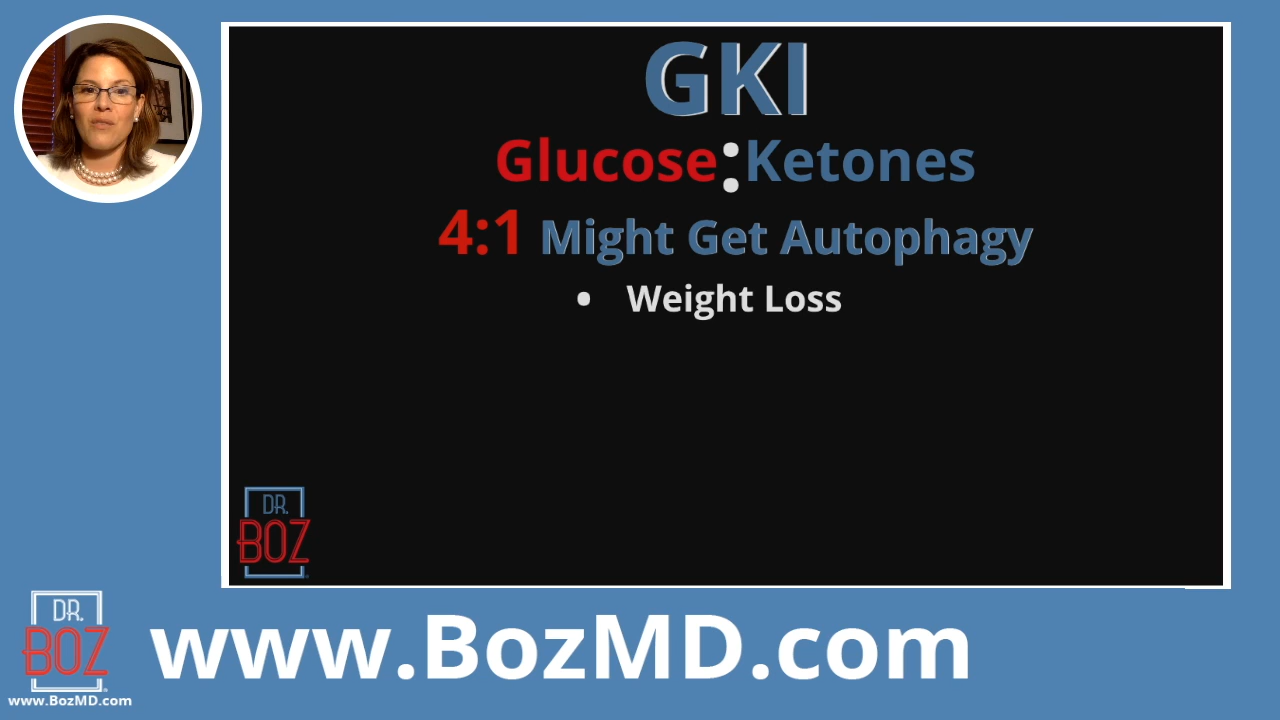 GKI
Glucose:Ketones
4:1 Might Get Autophagy
• Weight Loss
DR.
BOZ
DR.
BOZ
www.BozMD.com
www.BozMD.com